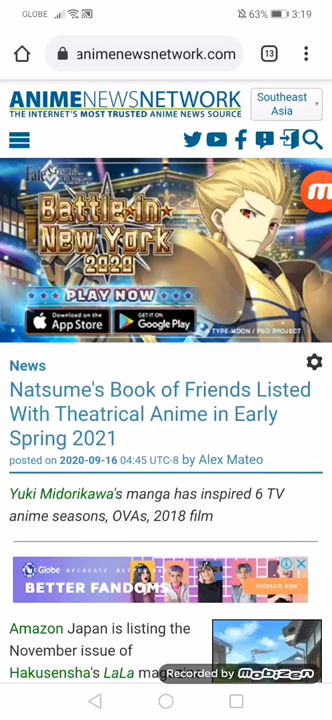 GLOBE
63% 3:19
animenewsnetwork.com
13
ANIMENEWSNETWORK
THE INTERNET'S MOST TRUSTED ANIME NEWS SOURCE
Southeast
Asia
Fate
Battle in
New York
2020
PLAY NOW
Download on the
App Store
GET IT ON
Google Play
TYPE-MOON / FGO PROJECT
News
Natsume's Book of Friends Listed
With Theatrical Anime in Early
Spring 2021
posted on 2020-09-16 04:45 UTC-8 by Alex Mateo
Yuki Midorikawa's manga has inspired 6 TV
anime seasons, OVAs, 2018 film
Globe
BETTER FANDOMS
RECREATE NOW
Amazon Japan is listing the
November issue of
Hakusensha's LaLa
Recorded by mobizen